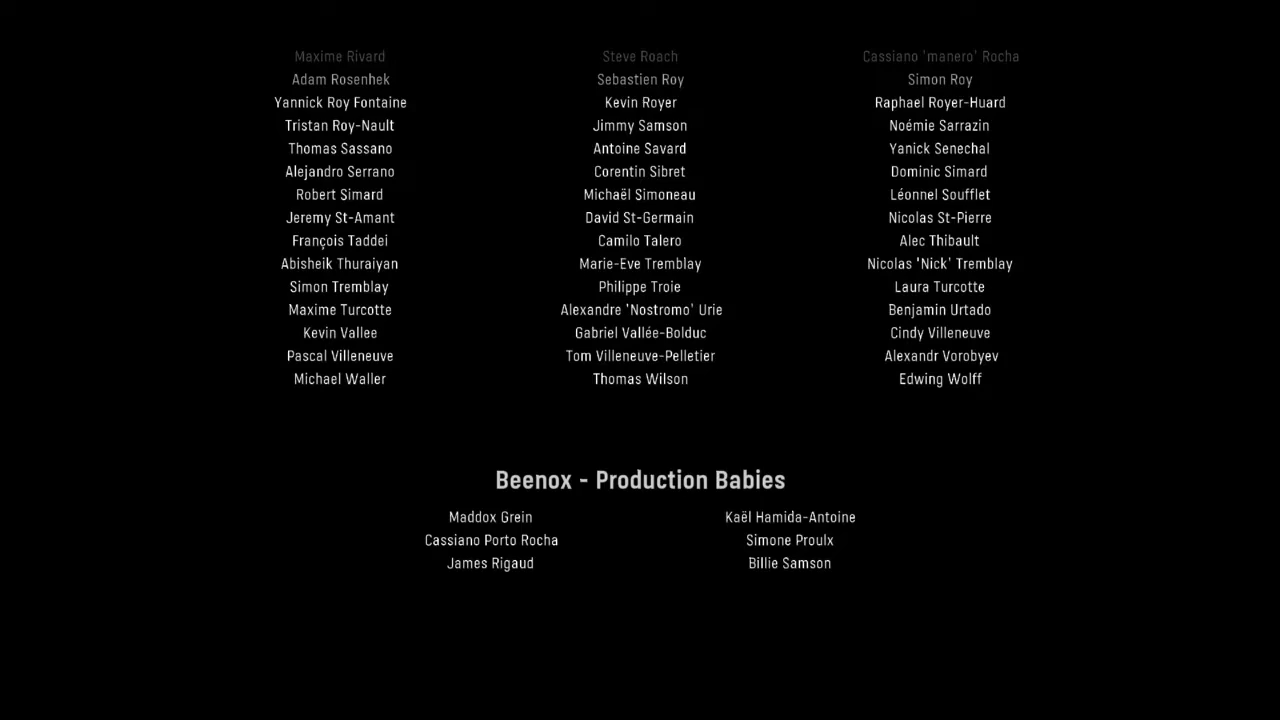 Maxime Rivard Steve Roach Cassiano 'manero' Rocha
Adam Rosenhek Sebastien Roy Simon Roy
Yannick Roy Fontaine Kevin Royer Raphael Royer-Huard
Tristan Roy-Nault Jimmy Samson Noémie Sarrazin
Thomas Sassano Antoine Savard Yanick Senechal
Alejandro Serrano Corentin Sibret Dominic Simard
Robert Simard Michaël Simoneau Léonnel Soufflet
Jeremy St-Amant David St-Germain Nicolas St-Pierre
François Taddei Camilo Talero Alec Thibault
Abisheik Thuraiyan Marie-Eve Tremblay Nicolas 'Nick' Tremblay
Simon Tremblay Philippe Troie Laura Turcotte
Maxime Turcotte Alexandre 'Nostromo' Urie Benjamin Urtado
Kevin Vallee Gabriel Vallée-Bolduc Cindy Villeneuve
Pascal Villeneuve Tom Villeneuve-Pelletier Alexandr Vorobyev
Michael Waller Thomas Wilson Edwing Wolff
Beenox - Production Babies
Maddox Grein Kaël Hamida-Antoine
Cassiano Porto Rocha Simone Proulx
James Rigaud Billie Samson